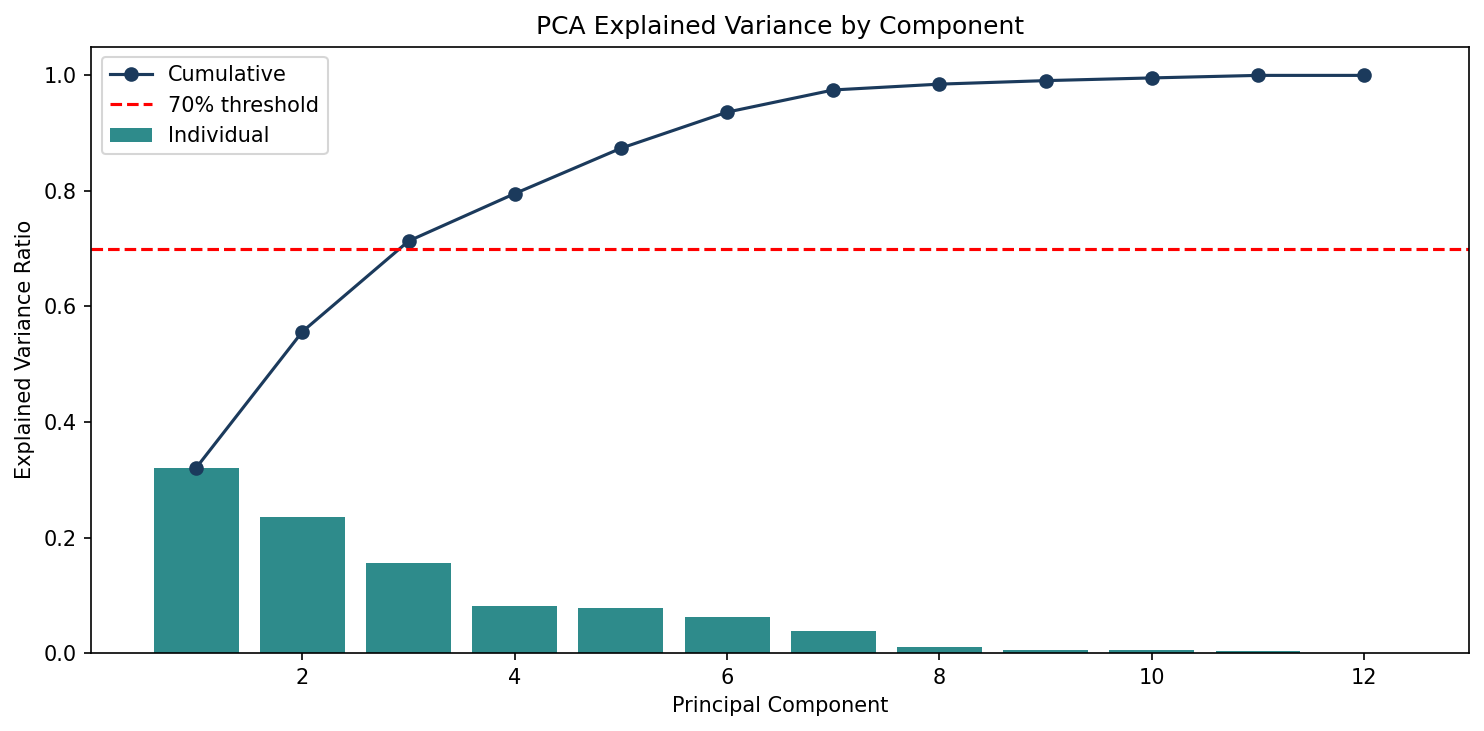 PCA Explained Variance by Component
Cumulative
70% threshold
Individual
Explained Variance Ratio
1.0
0.8
0.6
0.4
0.2
0.0
2 4 6 8 10 12
Principal Component